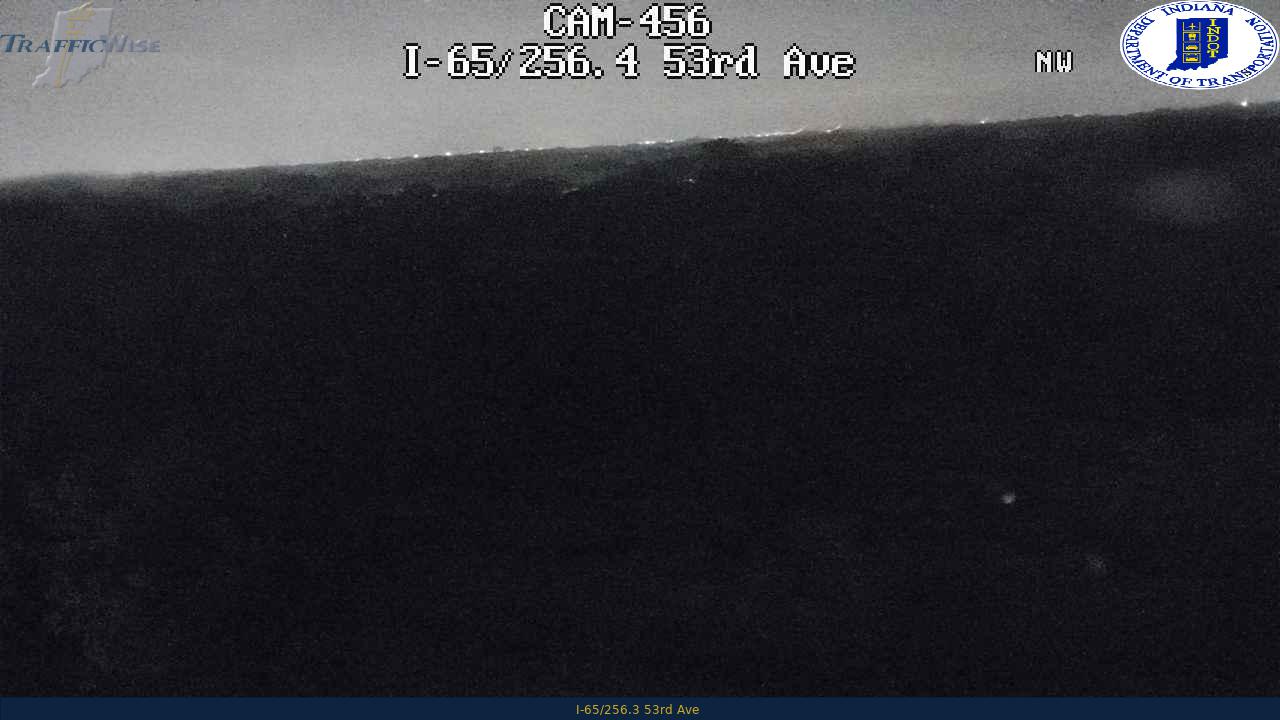 CAM-456
I-65/256.4 53rd Ave
NW
TRAFFICWISE
INDIANA
DEPARTMENT OF TRANSPORTATION
INDOT
I-65/256.3 53rd Ave